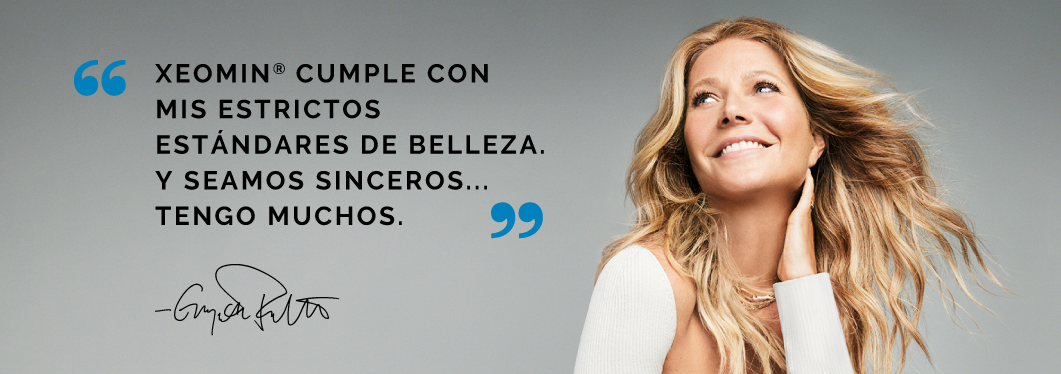 “
XEOMIN® CUMPLE CON
MIS ESTRICTOS
ESTÁNDARES DE BELLEZA.
Y SEAMOS SINCEROS...
TENGO MUCHOS.
”